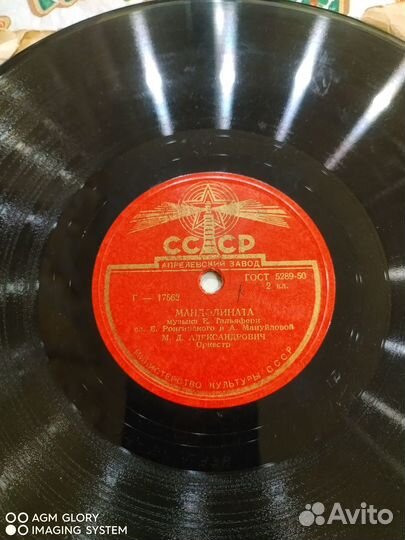 СССР
АПРЕЛЕВСКИЙ ЗАВОД
ГОСТ 5289-50
Г — 17562 2 кл.
МАНДОЛИНАТА
музыка Е. Тальяфери
сл. Е. Ронгинского и А. Мануйловой
М. Д. АЛЕКСАНДРОВИЧ
Оркестр
МИНИСТЕРСТВО КУЛЬТУРЫ СССР
AGM GLORY
IMAGING SYSTEM
Avito